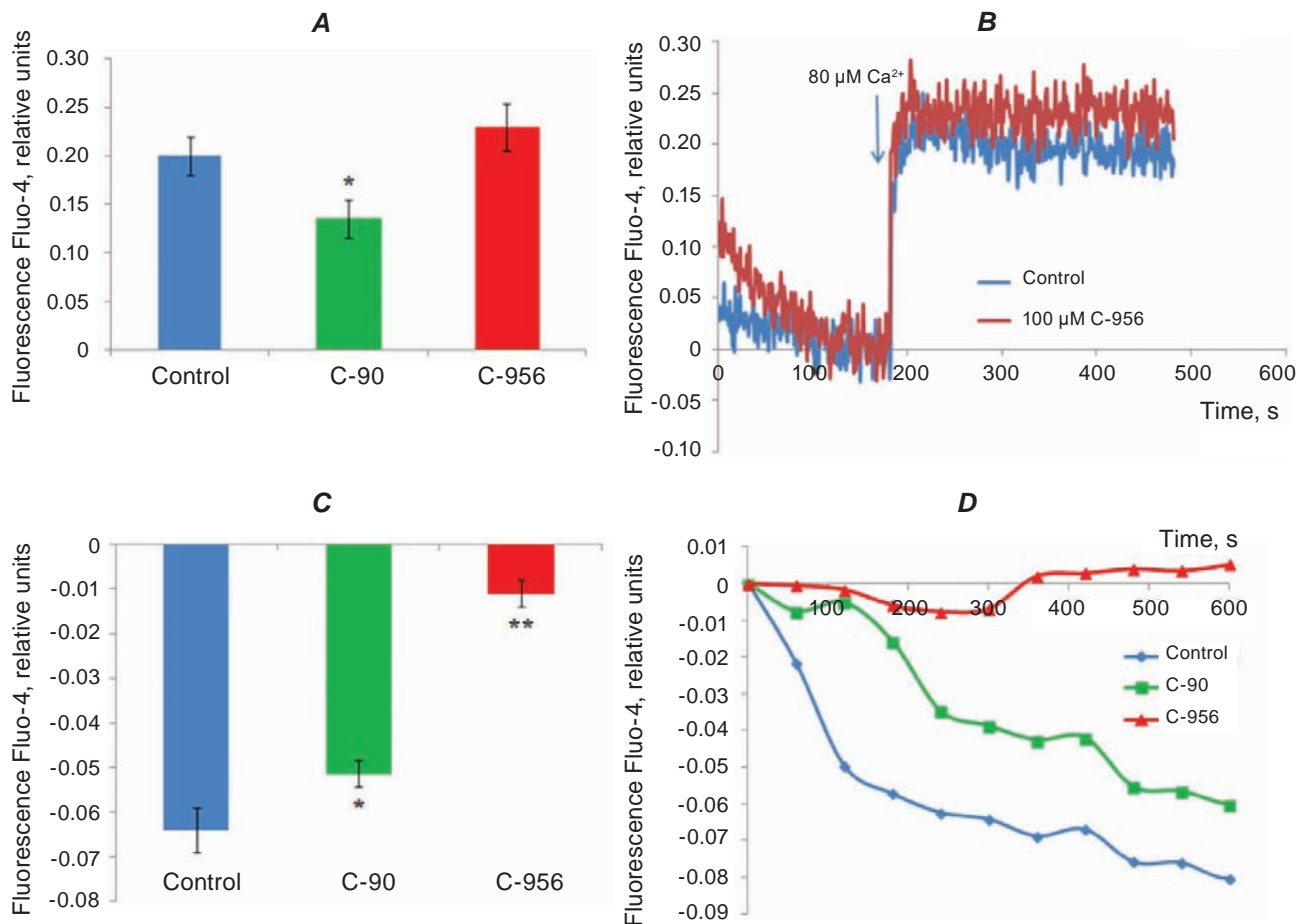 A
Fluorescence Fluo-4, relative units
0.30
0.25
0.20
0.15
0.10
0.05
0
*
Control
C-90
C-956
B
Fluorescence Fluo-4, relative units
0.30
0.25
0.20
0.15
0.10
0.05
0
-0.05
-0.10
80 µM Ca²⁺
Control
100 µM C-956
0
100
200
300
400
500
600
Time, s
C
Fluorescence Fluo-4, relative units
0
-0.01
-0.02
-0.03
-0.04
-0.05
-0.06
-0.07
-0.08
*
**
Control
C-90
C-956
D
Time, s
Fluorescence Fluo-4, relative units
0.01
0
-0.01
-0.02
-0.03
-0.04
-0.05
-0.06
-0.07
-0.08
-0.09
100
200
300
400
500
600
Control
C-90
C-956